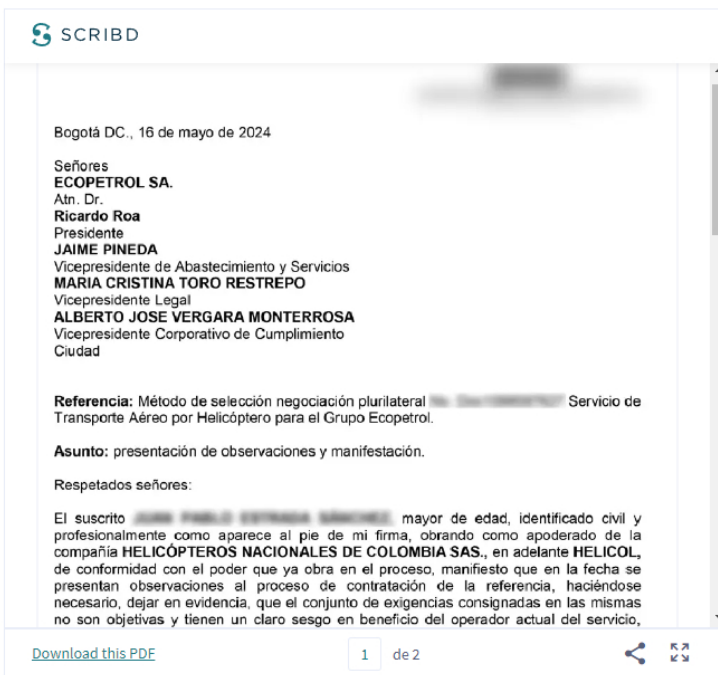 SCRIBD
Bogotá DC., 16 de mayo de 2024
Señores
ECOPETROL SA.
Atn. Dr.
Ricardo Roa
Presidente
JAIME PINEDA
Vicepresidente de Abastecimiento y Servicios
MARIA CRISTINA TORO RESTREPO
Vicepresidente Legal
ALBERTO JOSE VERGARA MONTERROSA
Vicepresidente Corporativo de Cumplimiento
Ciudad
Referencia: Método de selección negociación plurilateral Servicio de
Transporte Aéreo por Helicóptero para el Grupo Ecopetrol.
Asunto: presentación de observaciones y manifestación.
Respetados señores:
El suscrito mayor de edad, identificado civil y
profesionalmente como aparece al pie de mi firma, obrando como apoderado de la
compañía HELICÓPTEROS NACIONALES DE COLOMBIA SAS., en adelante HELICOL,
de conformidad con el poder que ya obra en el proceso, manifiesto que en la fecha se
presentan observaciones al proceso de contratación de la referencia, haciéndose
necesario, dejar en evidencia, que el conjunto de exigencias consignadas en las mismas
no son objetivas y tienen un claro sesgo en beneficio del operador actual del servicio,
Download this PDF
1 de 2